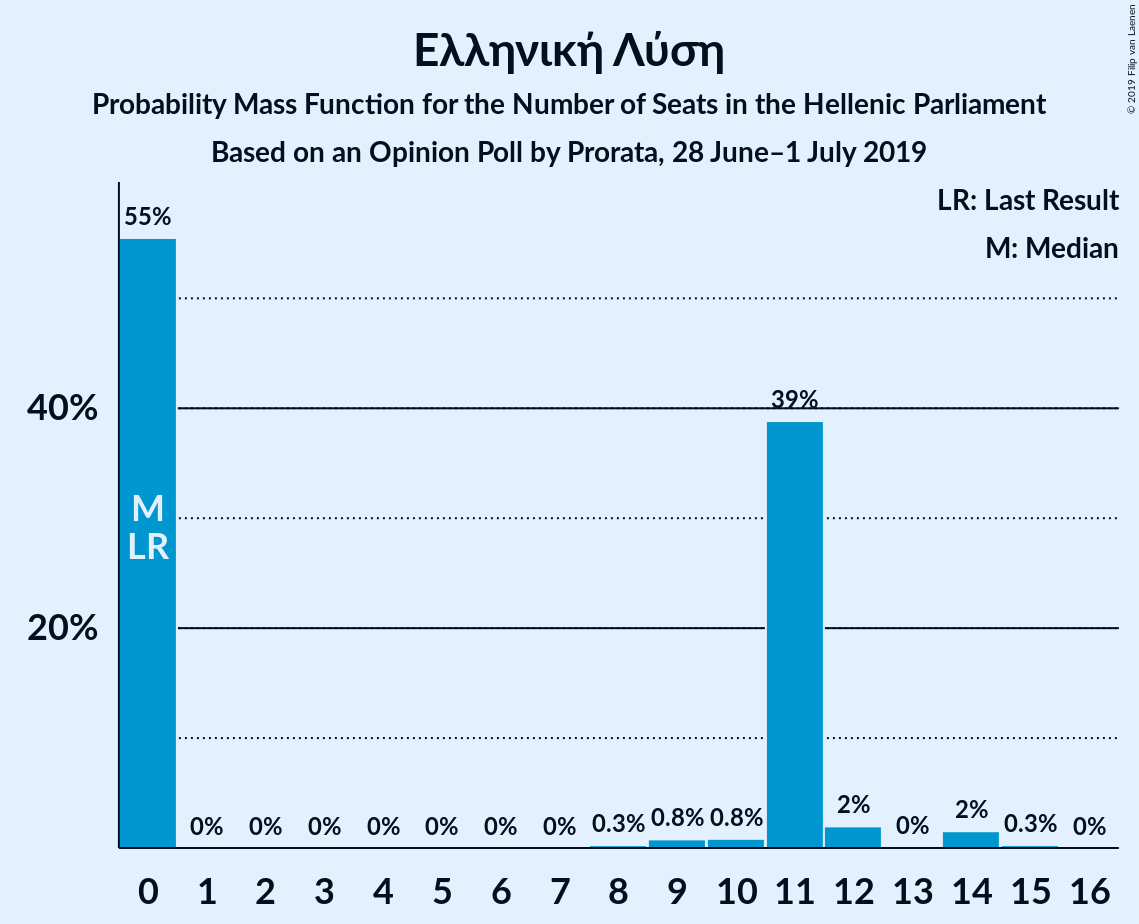 Ελληνική Λύση
Probability Mass Function for the Number of Seats in the Hellenic Parliament
Based on an Opinion Poll by Prorata, 28 June–1 July 2019
© 2019 Filip van Laenen
LR: Last Result
M: Median
55%
40%
39%
M
LR
20%
0% 0% 0% 0% 0% 0% 0% 0.3% 0.8% 0.8% 2% 0% 2% 0.3% 0%
0 1 2 3 4 5 6 7 8 9 10 11 12 13 14 15 16